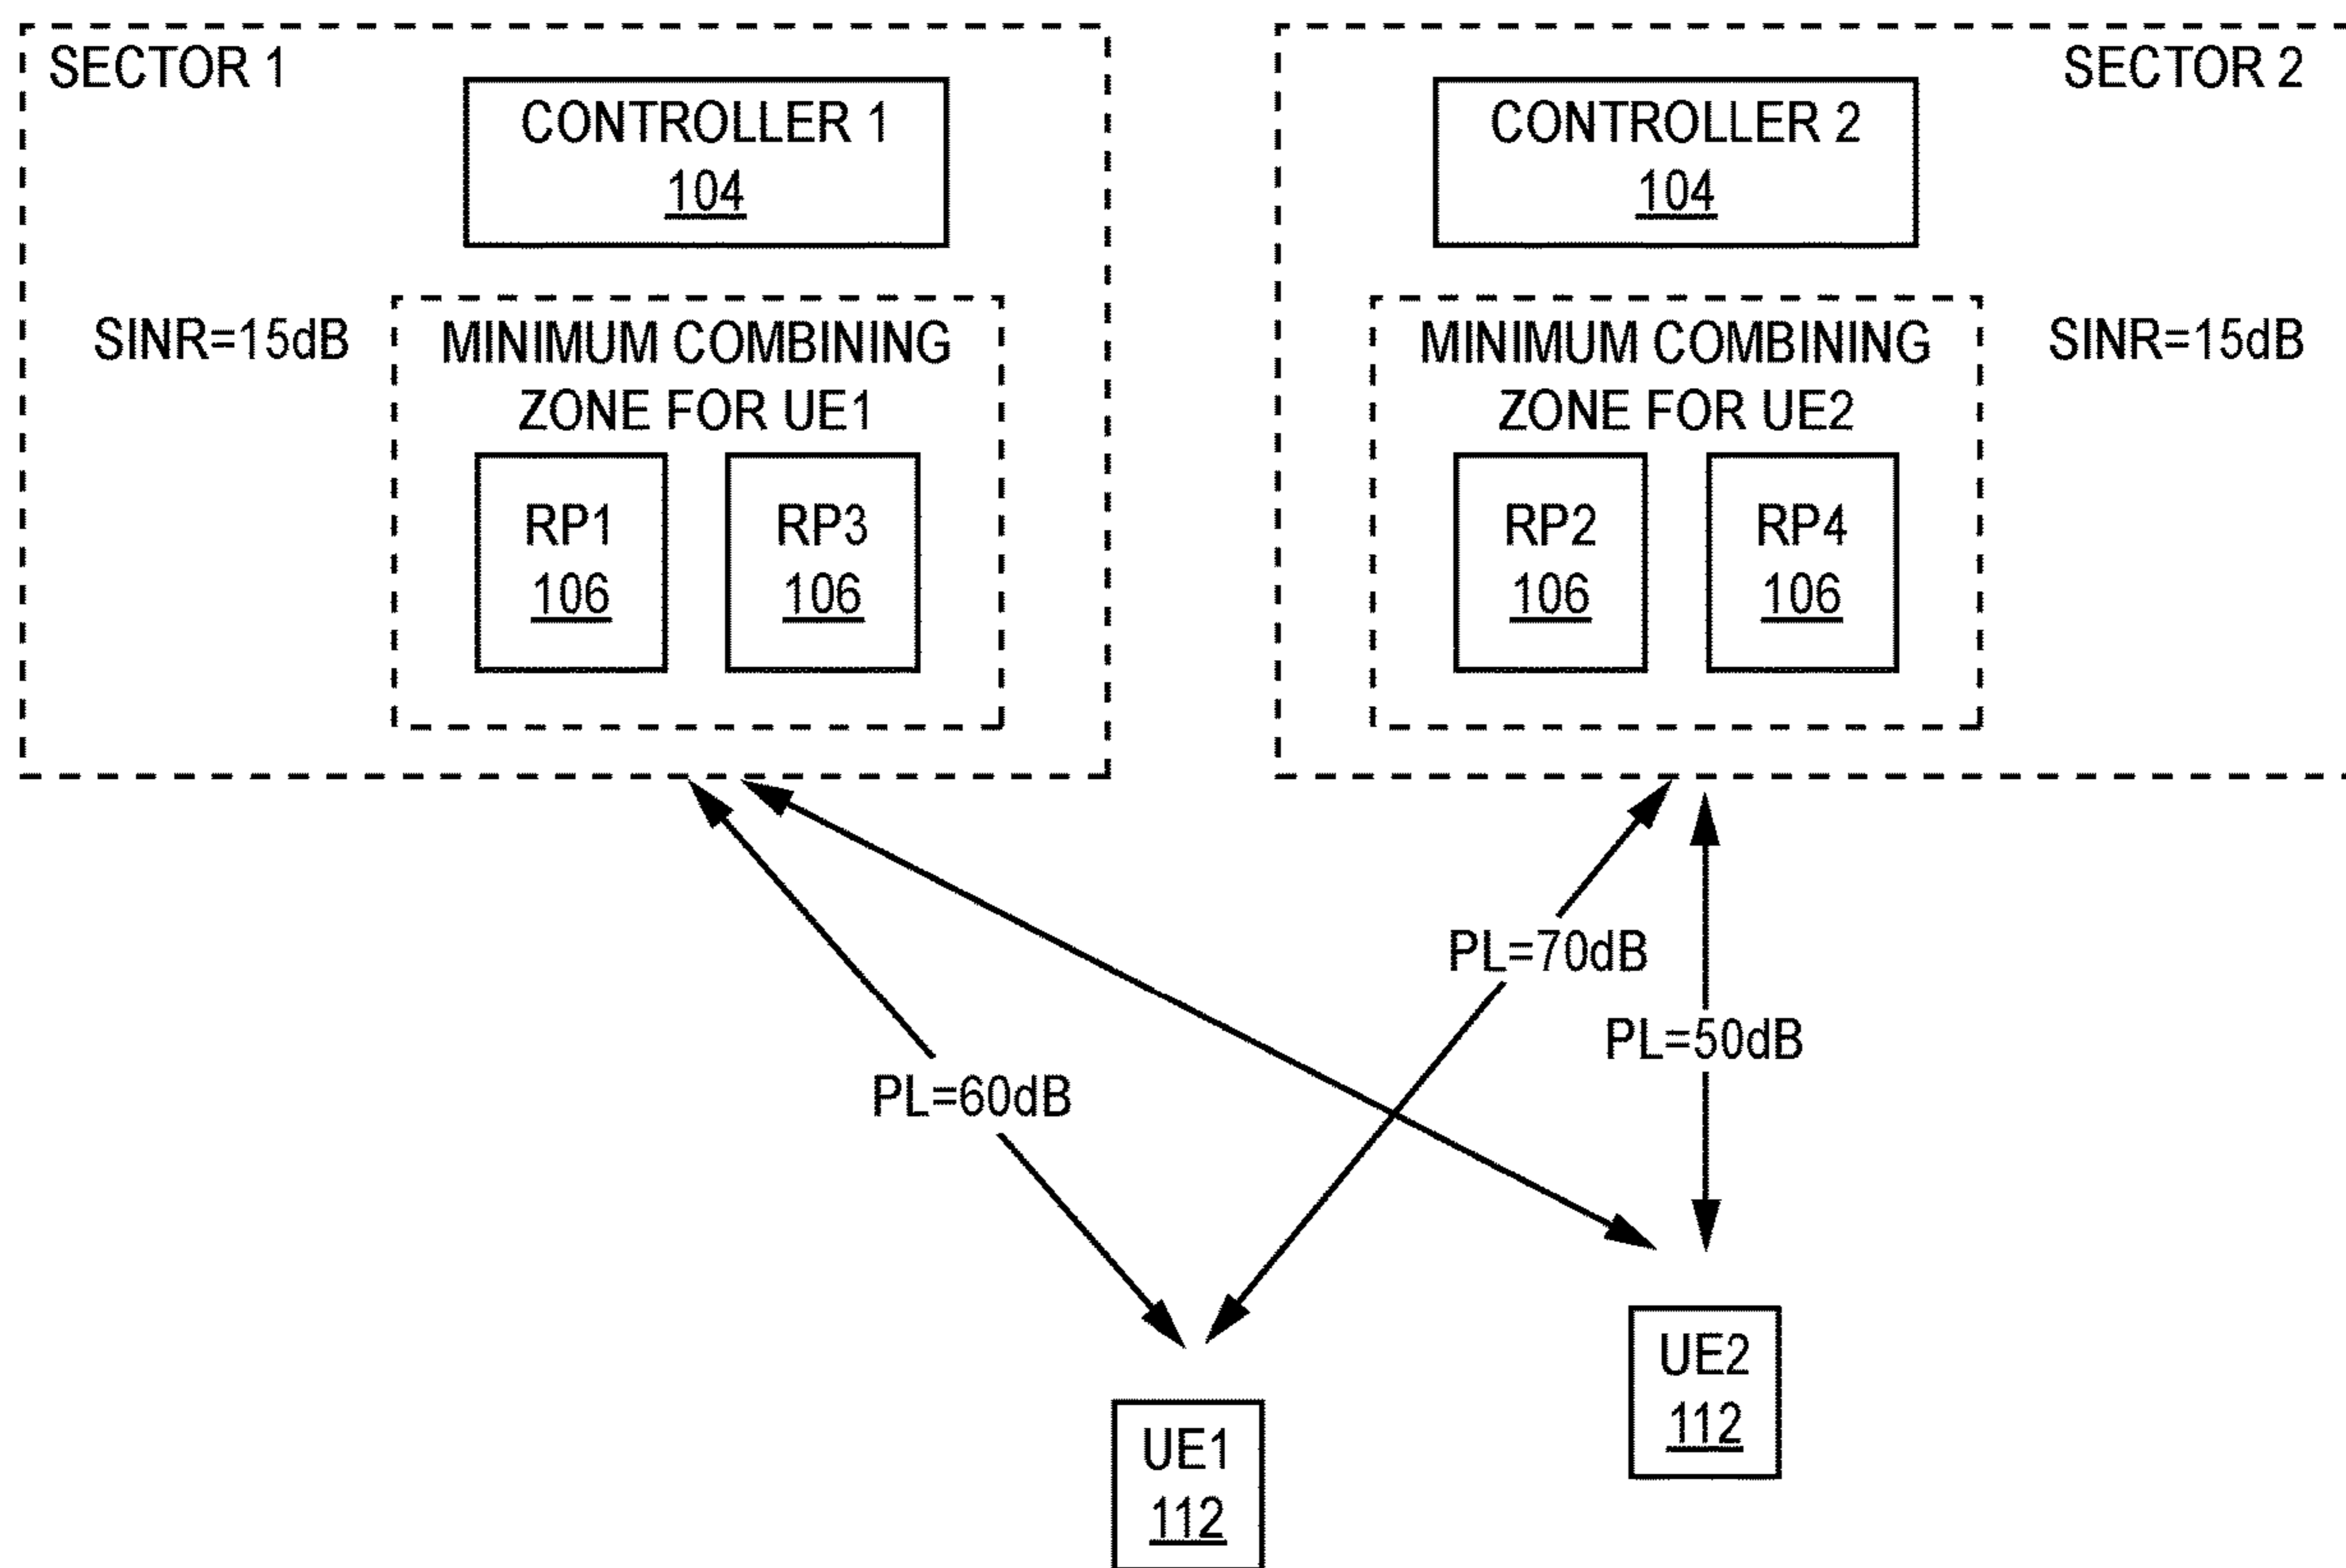 SECTOR 1
CONTROLLER 1
104
SINR=15dB
MINIMUM COMBINING
ZONE FOR UE1
RP1
106
RP3
106
SECTOR 2
CONTROLLER 2
104
MINIMUM COMBINING
ZONE FOR UE2
SINR=15dB
RP2
106
RP4
106
PL=70dB
PL=50dB
PL=60dB
UE2
112
UE1
112